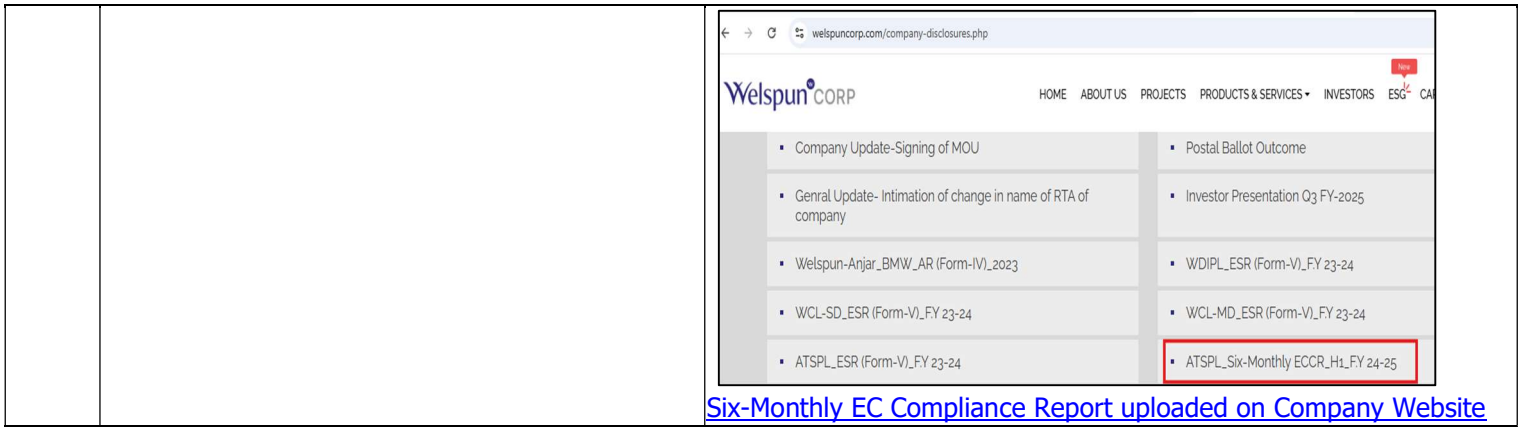 welspuncorp.com/company-disclosures.php
New
Welspun CORP
HOME ABOUT US PROJECTS PRODUCTS & SERVICES INVESTORS ESG
Company Update-Signing of MOU
Postal Ballot Outcome
Genral Update- Intimation of change in name of RTA of
company
Investor Presentation Q3 FY-2025
Welspun-Anjar_BMW_AR (Form-IV)_2023
WDIPL_ESR (Form-V)_F.Y 23-24
WCL-SD_ESR (Form-V)_F.Y 23-24
WCL-MD_ESR (Form-V)_F.Y 23-24
ATSPL_ESR (Form-V)_F.Y 23-24
ATSPL_Six-Monthly ECCR_H1_F.Y 24-25
Six-Monthly EC Compliance Report uploaded on Company Website